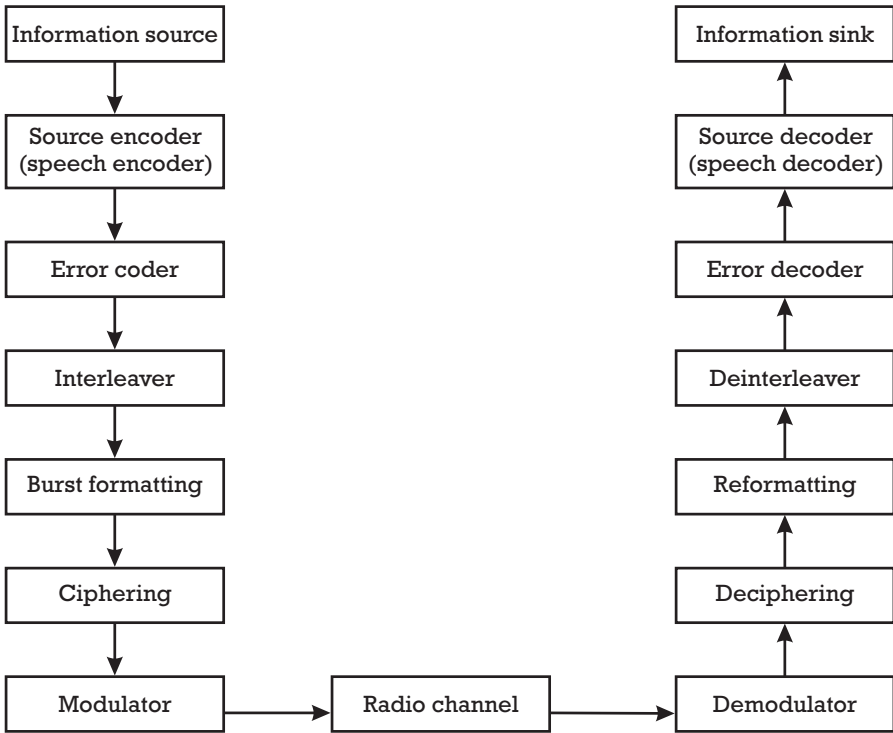 Information source
Source encoder
(speech encoder)
Error coder
Interleaver
Burst formatting
Ciphering
Modulator
Radio channel
Information sink
Source decoder
(speech decoder)
Error decoder
Deinterleaver
Reformatting
Deciphering
Demodulator